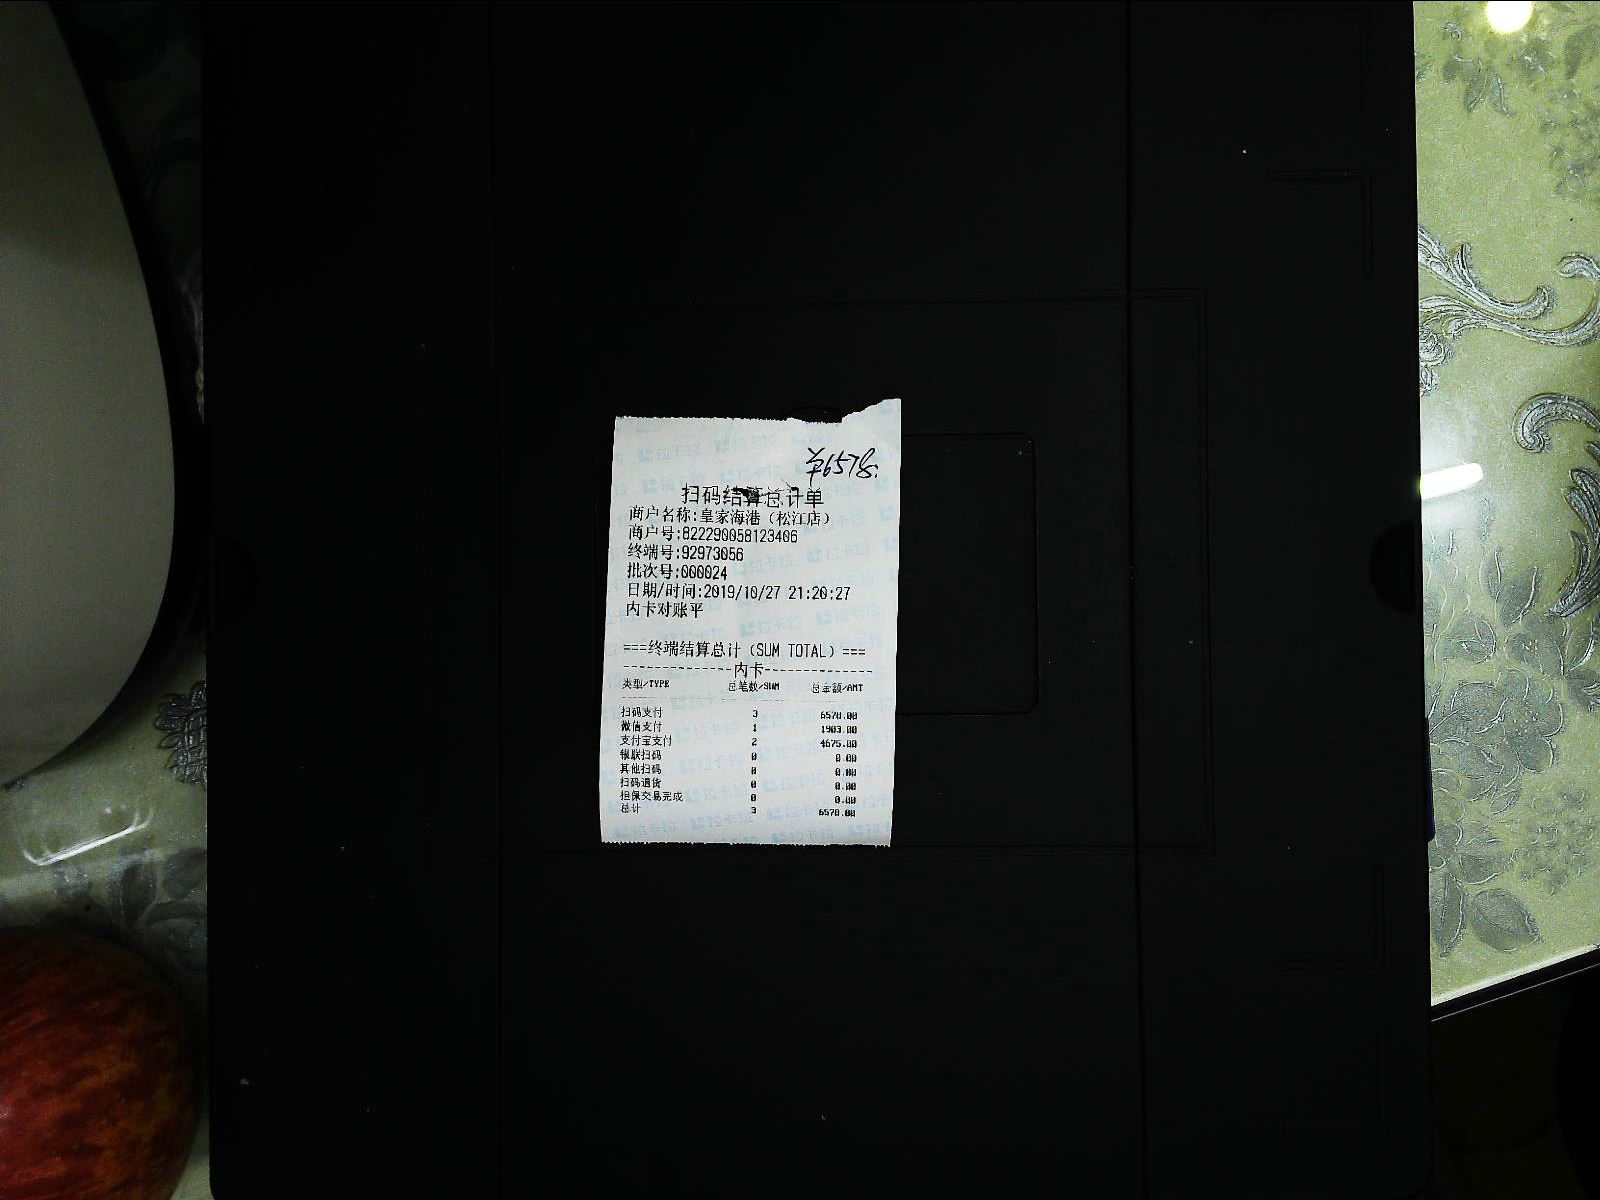 ¥6578.
扫码结算总计单
商户名称:皇家海港（松江店）
商户号:822290058123406
终端号:92973056
批次号:000024
日期/时间:2019/10/27 21:20:27
内卡对账平
===终端结算总计（SUM TOTAL）===
---------------内卡---------------
类型/TYPE 总笔数/SUM 总金额/AMT
扫码支付 3 6578.00
微信支付 1 1903.00
支付宝支付 2 4675.00
银联扫码 0 0.00
其他扫码 0 0.00
扫码退货 0 0.00
担保交易完成 0 0.00
总计 3 6578.00